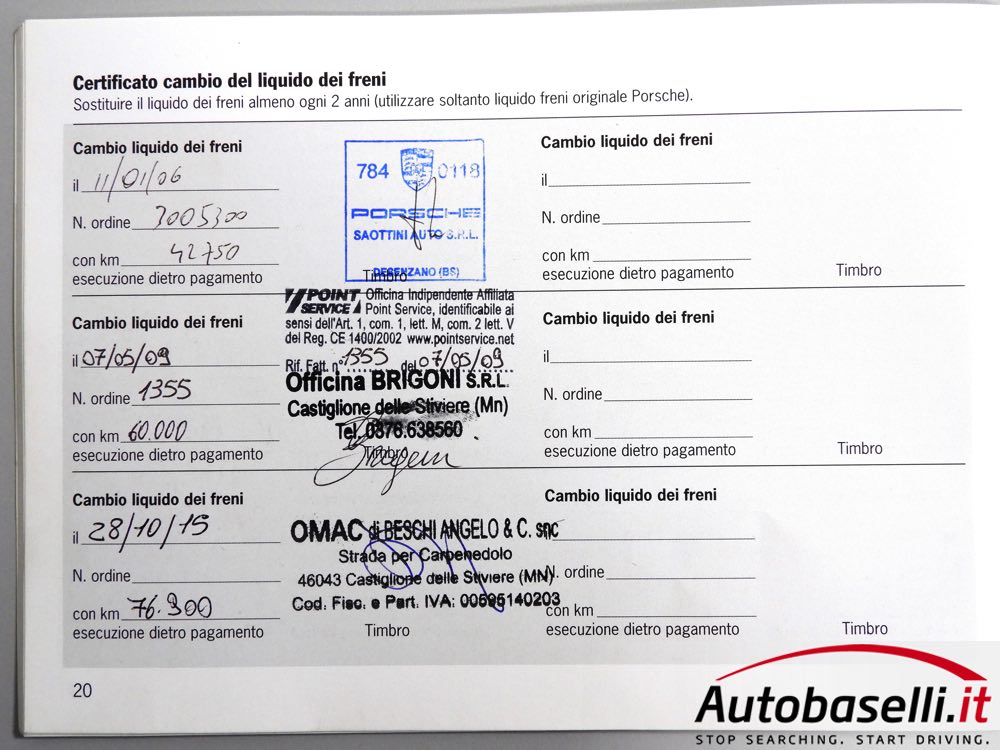 Certificato cambio del liquido dei freni
Sostituire il liquido dei freni almeno ogni 2 anni (utilizzare soltanto liquido freni originale Porsche).
Cambio liquido dei freni
il 11/01/06
N. ordine 3005300
con km 42750
esecuzione dietro pagamento
784 0118
PORSCHE
SAOTTINI AUTO S.R.L.
DESENZANO (BS)
Timbro
Cambio liquido dei freni
il
N. ordine
con km
esecuzione dietro pagamento
Timbro
Cambio liquido dei freni
il 07/05/09
N. ordine 1355
con km 60.000
esecuzione dietro pagamento
POINT SERVICE
Officina Indipendente Affiliata
Point Service, identificabile ai
sensi dell'Art. 1, com. 1, lett. M, com. 2 lett. V
del Reg. CE 1400/2002 www.pointservice.net
Rif. Fatt. n° 1355 del 07/05/09
Officina BRIGONI S.R.L.
Castiglione delle Stiviere (Mn)
Tel. 0376.638560
Timbro
Cambio liquido dei freni
il
N. ordine
con km
esecuzione dietro pagamento
Timbro
Cambio liquido dei freni
il 28/10/15
N. ordine
con km 76.900
esecuzione dietro pagamento
OMAC di BESCHI ANGELO & C. snc
Strada per Carpenedolo
46043 Castiglione delle Stiviere (MN)
Cod. Fisc. e Part. IVA: 00595140203
Timbro
Cambio liquido dei freni
il
N. ordine
con km
esecuzione dietro pagamento
Timbro
20
Autobaselli.it
STOP SEARCHING. START DRIVING.